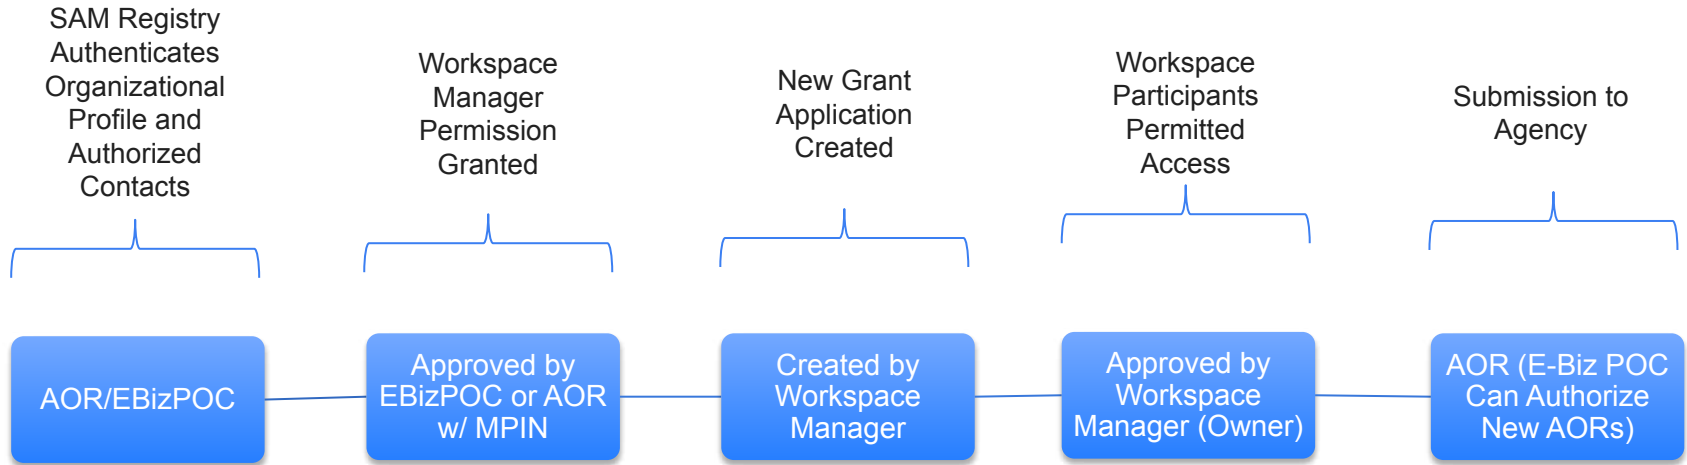 SAM Registry
Authenticates
Organizational
Profile and
Authorized
Contacts
Workspace
Manager
Permission
Granted
New Grant
Application
Created
Workspace
Participants
Permitted
Access
Submission to
Agency
AOR/EBizPOC
Approved by
EBizPOC or AOR
w/ MPIN
Created by
Workspace
Manager
Approved by
Workspace
Manager (Owner)
AOR (E-Biz POC
Can Authorize
New AORs)